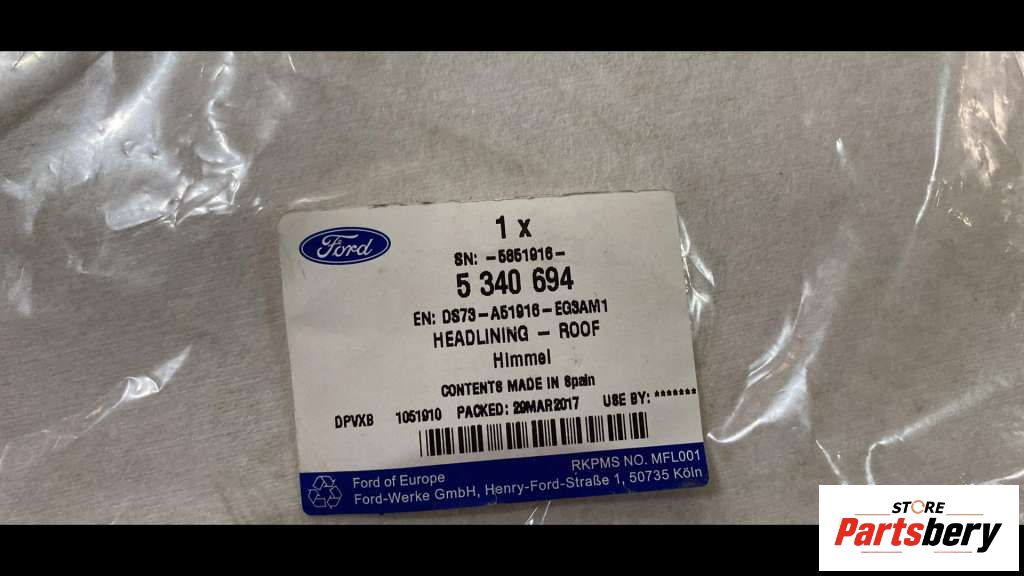 Ford
1 x
SN: -5851916-
5 340 694
EN: DS73-A51916-EG3AM1
HEADLINING - ROOF
Himmel
CONTENTS MADE IN Spain
DPVXB 1051910 PACKED: 29MAR2017 USE BY: *******
RKPMS NO. MFL001
Ford of Europe
Ford-Werke GmbH, Henry-Ford-Straße 1, 50735 Köln
STORE
Partsbery